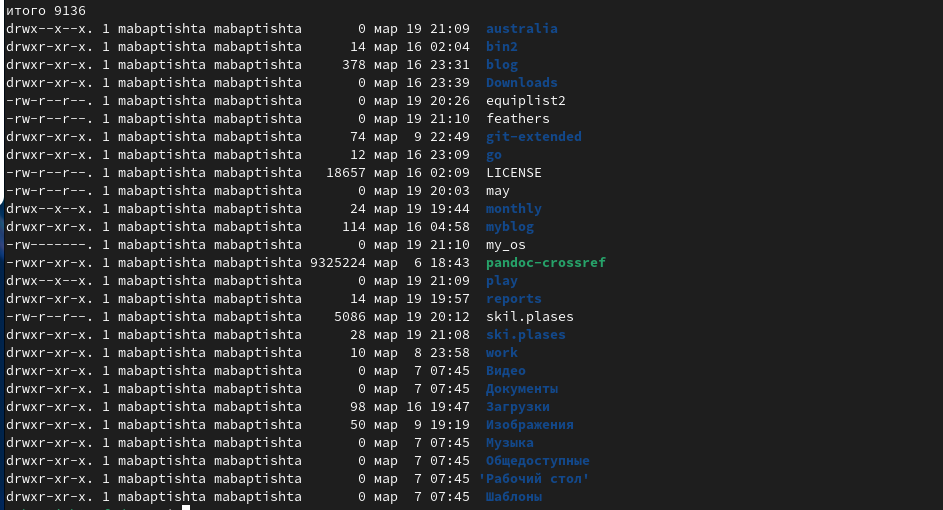 итого 9136
drwx--x--x. 1 mabaptishta mabaptishta       0 мар 19 21:09  australia
drwxr-xr-x. 1 mabaptishta mabaptishta      14 мар 16 02:04  bin2
drwxr-xr-x. 1 mabaptishta mabaptishta     378 мар 16 23:31  blog
drwxr-xr-x. 1 mabaptishta mabaptishta       0 мар 16 23:39  Downloads
-rw-r--r--. 1 mabaptishta mabaptishta       0 мар 19 20:26  equiplist2
-rw-r--r--. 1 mabaptishta mabaptishta       0 мар 19 21:10  feathers
drwxr-xr-x. 1 mabaptishta mabaptishta      74 мар  9 22:49  git-extended
drwxr-xr-x. 1 mabaptishta mabaptishta      12 мар 16 23:09  go
-rw-r--r--. 1 mabaptishta mabaptishta   18657 мар 16 02:09  LICENSE
-rw-r--r--. 1 mabaptishta mabaptishta       0 мар 19 20:03  may
drwx--x--x. 1 mabaptishta mabaptishta      24 мар 19 19:44  monthly
drwxr-xr-x. 1 mabaptishta mabaptishta     114 мар 16 04:58  myblog
-rw-------. 1 mabaptishta mabaptishta       0 мар 19 21:10  my_os
-rwxr-xr-x. 1 mabaptishta mabaptishta 9325224 мар  6 18:43  pandoc-crossref
drwx--x--x. 1 mabaptishta mabaptishta       0 мар 19 21:09  play
drwxr-xr-x. 1 mabaptishta mabaptishta      14 мар 19 19:57  reports
-rw-r--r--. 1 mabaptishta mabaptishta    5086 мар 19 20:12  skil.plases
drwxr-xr-x. 1 mabaptishta mabaptishta      28 мар 19 21:08  ski.plases
drwxr-xr-x. 1 mabaptishta mabaptishta      10 мар  8 23:58  work
drwxr-xr-x. 1 mabaptishta mabaptishta       0 мар  7 07:45  Видео
drwxr-xr-x. 1 mabaptishta mabaptishta       0 мар  7 07:45  Документы
drwxr-xr-x. 1 mabaptishta mabaptishta      98 мар 16 19:47  Загрузки
drwxr-xr-x. 1 mabaptishta mabaptishta      50 мар  9 19:19  Изображения
drwxr-xr-x. 1 mabaptishta mabaptishta       0 мар  7 07:45  Музыка
drwxr-xr-x. 1 mabaptishta mabaptishta       0 мар  7 07:45  Общедоступные
drwxr-xr-x. 1 mabaptishta mabaptishta       0 мар  7 07:45 'Рабочий стол'
drwxr-xr-x. 1 mabaptishta mabaptishta       0 мар  7 07:45  Шаблоны